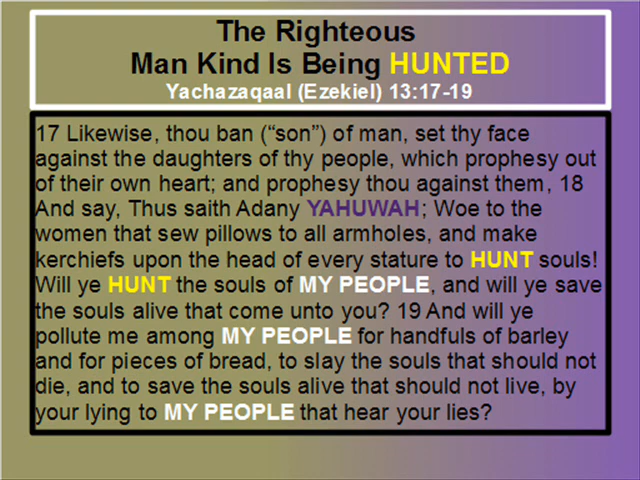 The Righteous
Man Kind Is Being HUNTED
Yachazaqaal (Ezekiel) 13:17-19
17 Likewise, thou ban (“son”) of man, set thy face
against the daughters of thy people, which prophesy out
of their own heart; and prophesy thou against them, 18
And say, Thus saith Adany YAHUWAH; Woe to the
women that sew pillows to all armholes, and make
kerchiefs upon the head of every stature to HUNT souls!
Will ye HUNT the souls of MY PEOPLE, and will ye save
the souls alive that come unto you? 19 And will ye
pollute me among MY PEOPLE for handfuls of barley
and for pieces of bread, to slay the souls that should not
die, and to save the souls alive that should not live, by
your lying to MY PEOPLE that hear your lies?